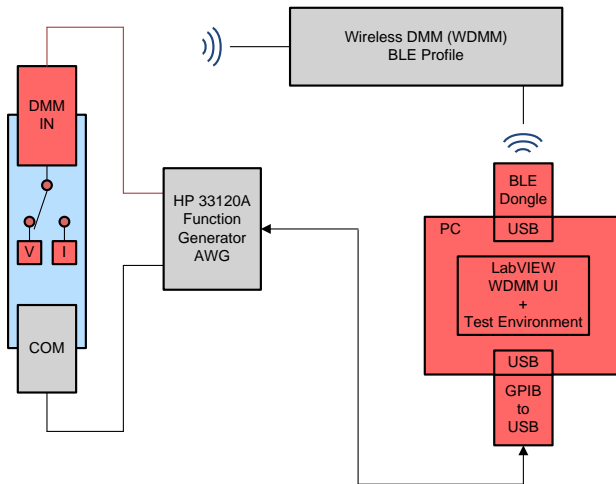 Wireless DMM (WDMM)
BLE Profile
DMM
IN
V
I
COM
HP 33120A
Function
Generator
AWG
BLE
Dongle
USB
PC
LabVIEW
WDMM UI
+
Test Environment
USB
GPIB
to
USB